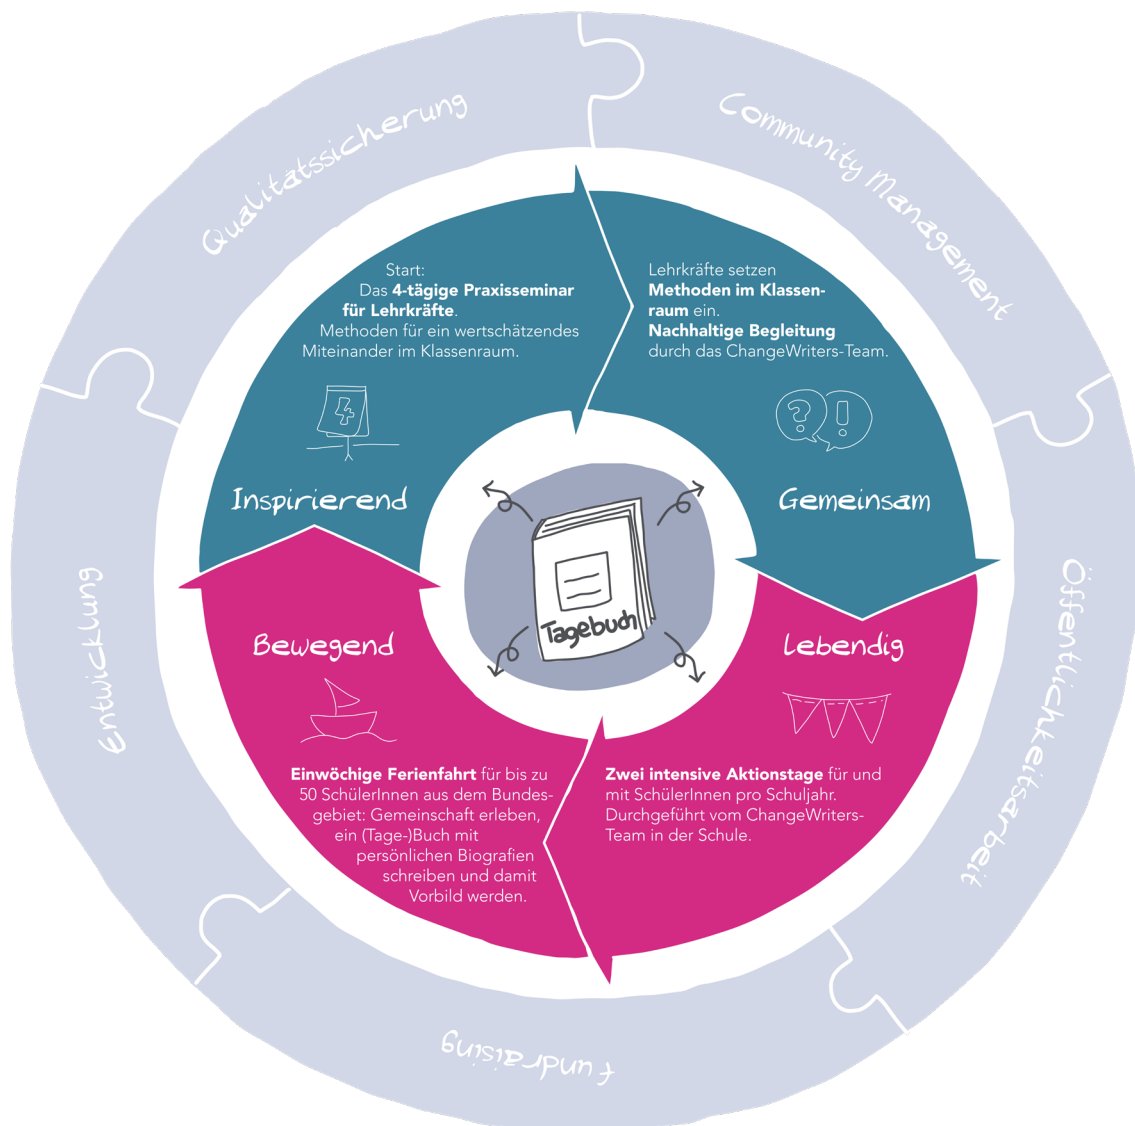 Qualitätssicherung
Community Management
Öffentlichkeitsarbeit
Fundraising
Entwicklung
Start:
Das 4-tägige Praxisseminar
für Lehrkräfte.
Methoden für ein wertschätzendes
Miteinander im Klassenraum.
4
Inspirierend
Lehrkräfte setzen
Methoden im Klassen-
raum ein.
Nachhaltige Begleitung
durch das ChangeWriters-Team.
? !
Gemeinsam
Tagebuch
Lebendig
Zwei intensive Aktionstage für und
mit SchülerInnen pro Schuljahr.
Durchgeführt vom ChangeWriters-
Team in der Schule.
Bewegend
Einwöchige Ferienfahrt für bis zu
50 SchülerInnen aus dem Bundes-
gebiet: Gemeinschaft erleben,
ein (Tage-)Buch mit
persönlichen Biografien
schreiben und damit
Vorbild werden.